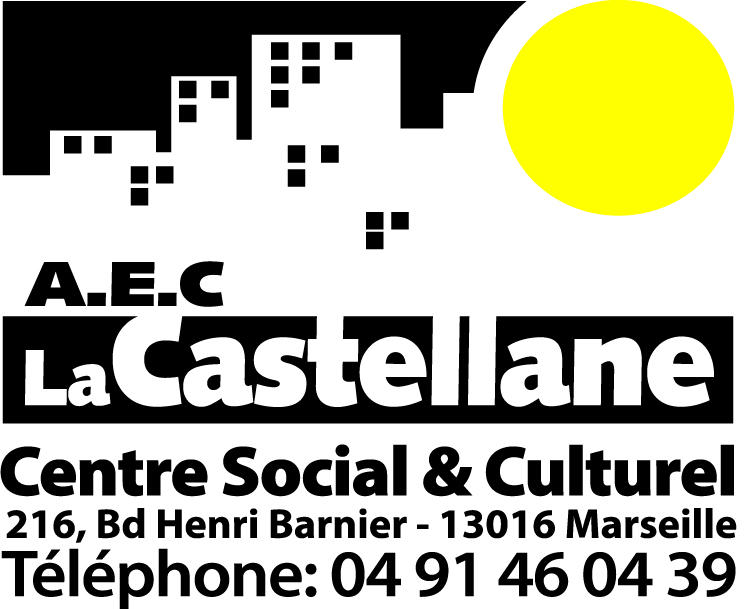 A.E.C
La Castellane
Centre Social & Culturel
216, Bd Henri Barnier - 13016 Marseille
Téléphone: 04 91 46 04 39